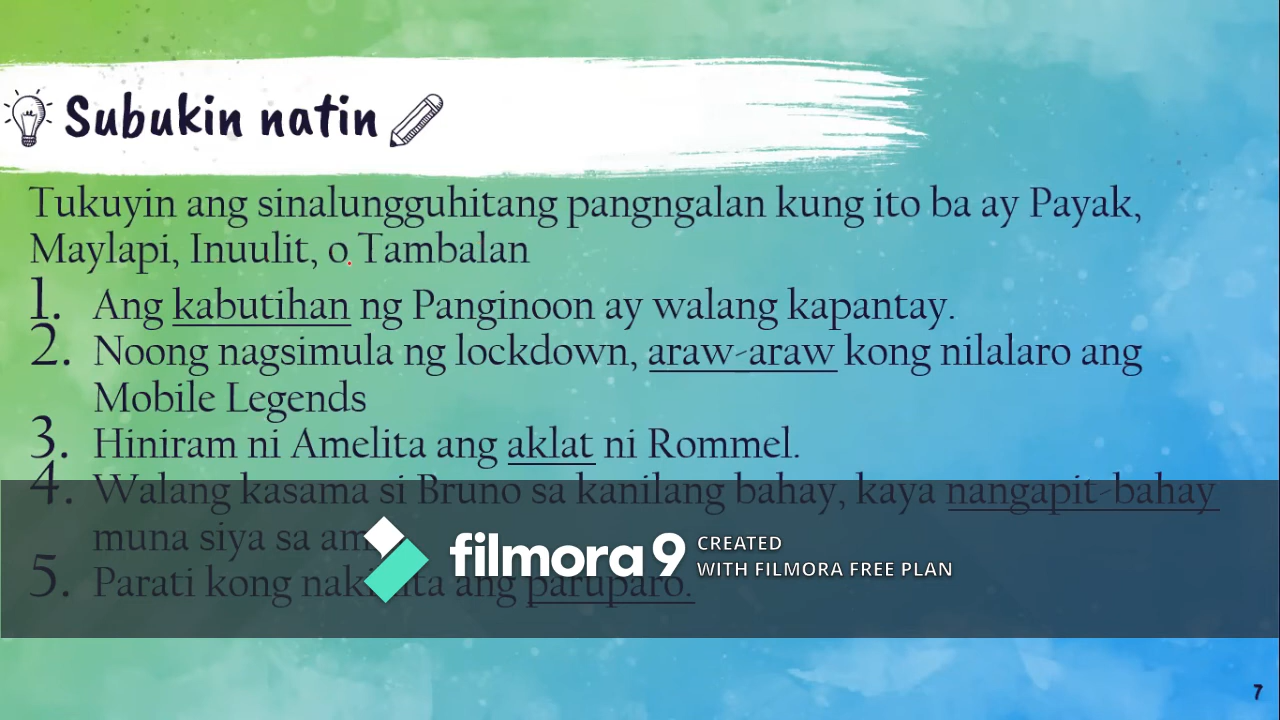 Subukin natin
Tukuyin ang sinalungguhitang pangngalan kung ito ba ay Payak,
Maylapi, Inuulit, o Tambalan
1. Ang kabutihan ng Panginoon ay walang kapantay.
2. Noong nagsimula ng lockdown, araw-araw kong nilalaro ang
Mobile Legends
3. Hiniram ni Amelita ang aklat ni Rommel.
4. Walang kasama si Bruno sa kanilang bahay, kaya nangapit-bahay
muna siya sa
5. Parati kong ang paruparo.
filmora 9 CREATED
WITH FILMORA FREE PLAN
7